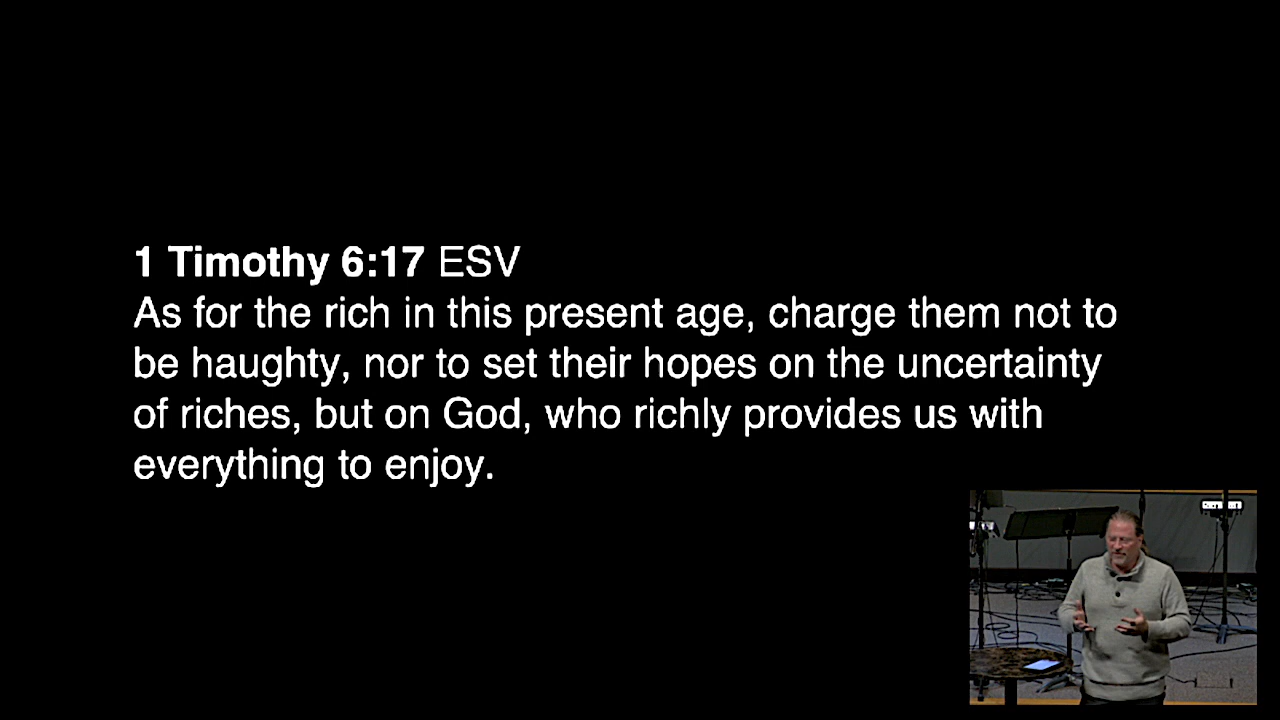 1 Timothy 6:17 ESV
As for the rich in this present age, charge them not to
be haughty, nor to set their hopes on the uncertainty
of riches, but on God, who richly provides us with
everything to enjoy.